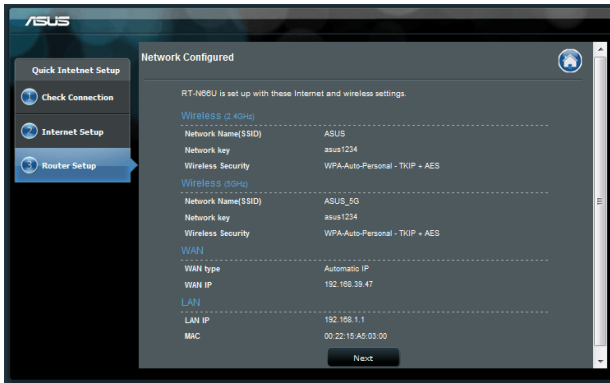 ASUS
Quick Intetnet Setup
1 Check Connection
2 Internet Setup
3 Router Setup
Network Configured
RT-N66U is set up with these Internet and wireless settings.
Wireless (2.4GHz)
Network Name(SSID) ASUS
Network key asus1234
Wireless Security WPA-Auto-Personal - TKIP + AES
Wireless (5GHz)
Network Name(SSID) ASUS_5G
Network key asus1234
Wireless Security WPA-Auto-Personal - TKIP + AES
WAN
WAN type Automatic IP
WAN IP 192.168.39.47
LAN
LAN IP 192.168.1.1
MAC 00:22:15:A5:03:00
Next